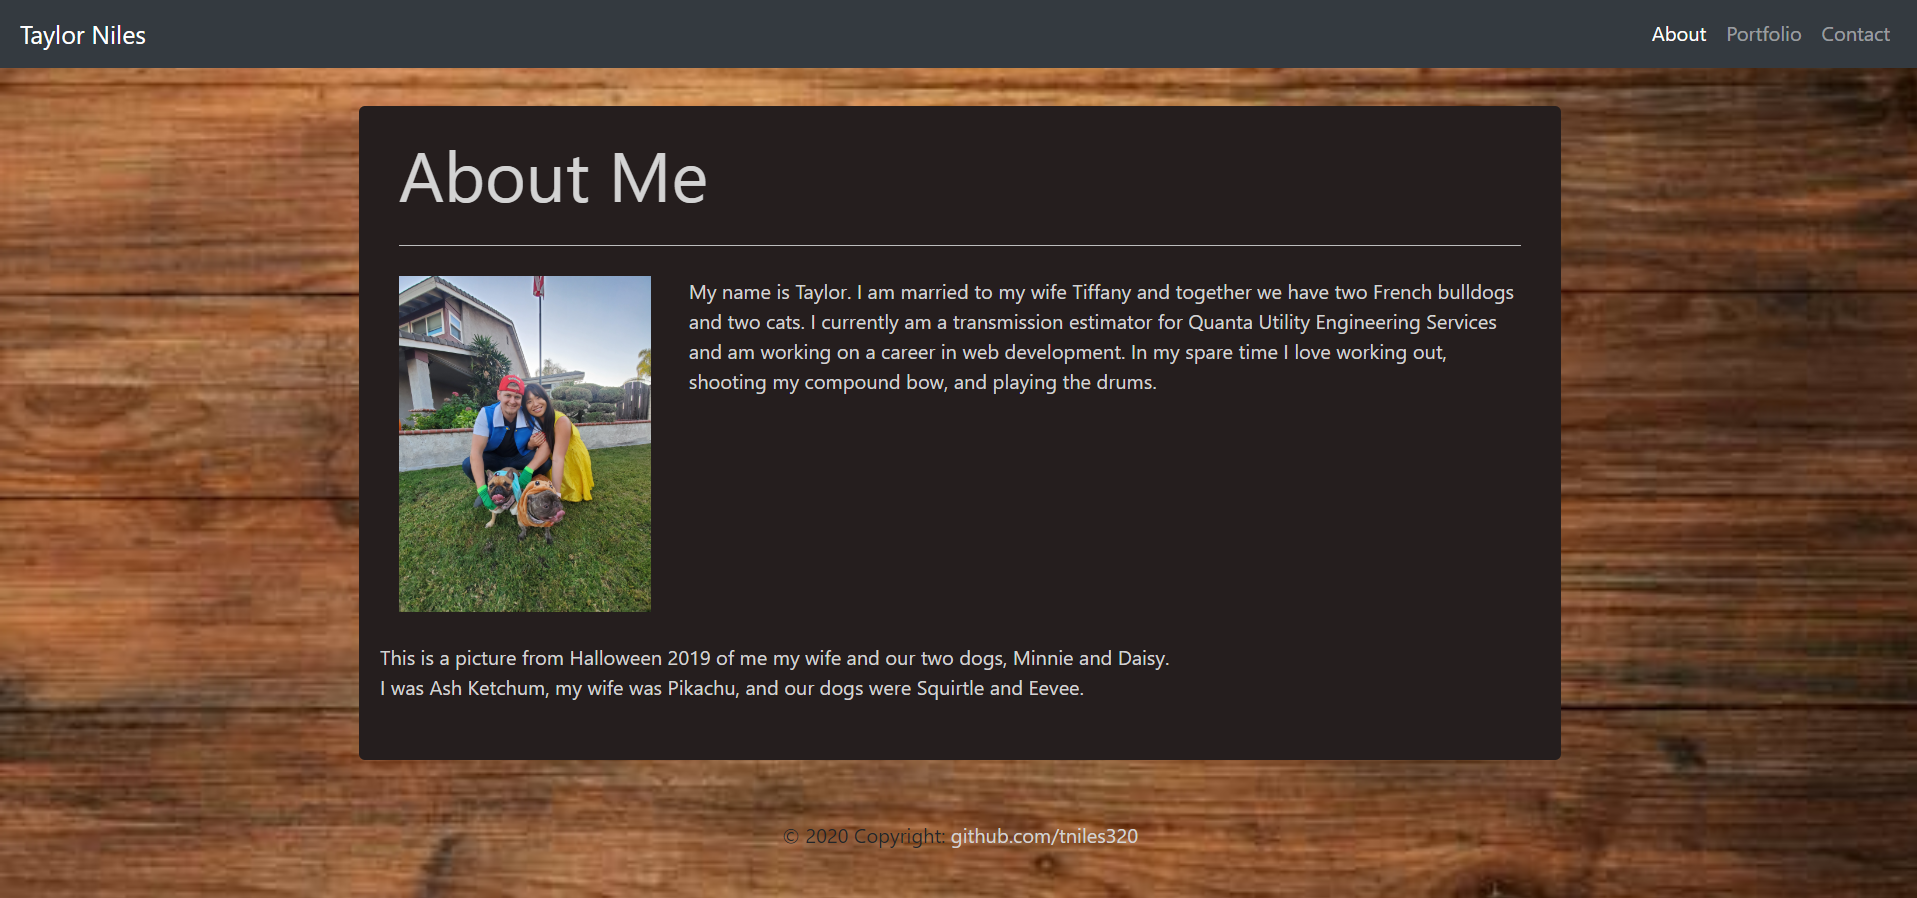 Taylor Niles
About Portfolio Contact
About Me
My name is Taylor. I am married to my wife Tiffany and together we have two French bulldogs
and two cats. I currently am a transmission estimator for Quanta Utility Engineering Services
and am working on a career in web development. In my spare time I love working out,
shooting my compound bow, and playing the drums.
This is a picture from Halloween 2019 of me my wife and our two dogs, Minnie and Daisy.
I was Ash Ketchum, my wife was Pikachu, and our dogs were Squirtle and Eevee.
© 2020 Copyright: github.com/tniles320